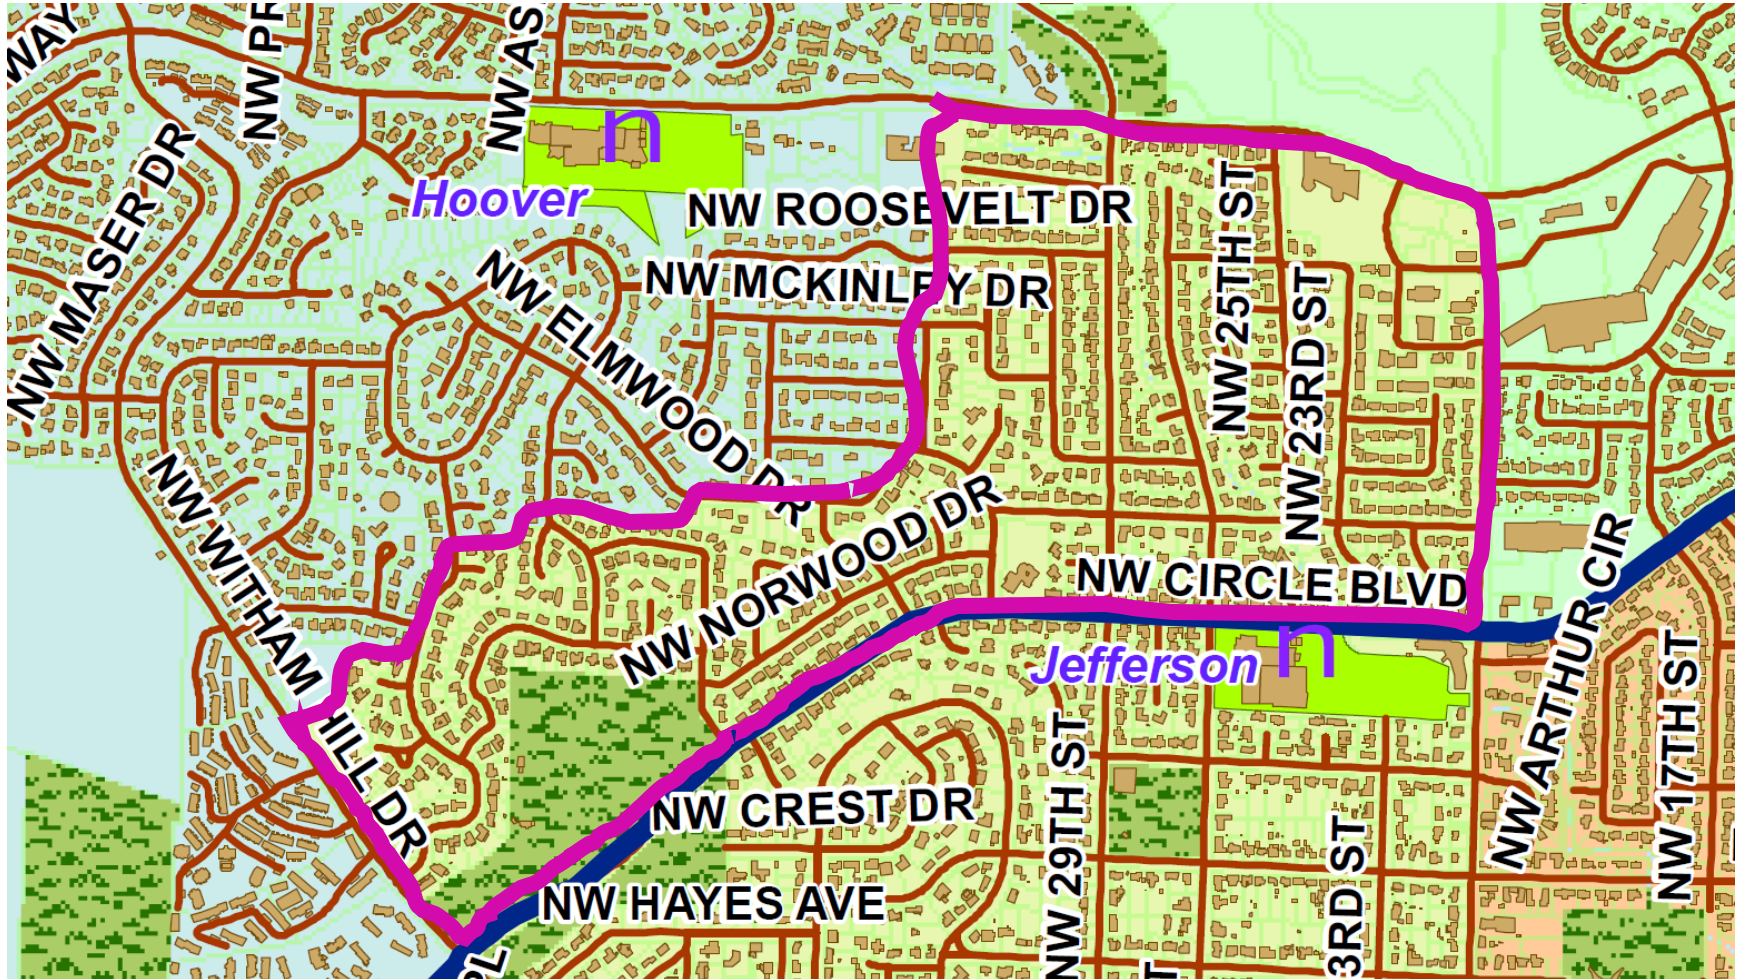 WAY
NW PR
NW AS
n
Hoover
NW MASER DR
NW ROOSEVELT DR
NW MCKINLEY DR
NW ELMWOOD DR
NW 25TH ST
NW 23RD ST
NW WITHAM HILL DR
NW NORWOOD DR
NW CIRCLE BLVD
n
Jefferson
NW ARTHUR CIR
NW 17TH ST
NW CREST DR
NW 29TH ST
NW HAYES AVE
3RD ST
PL
T